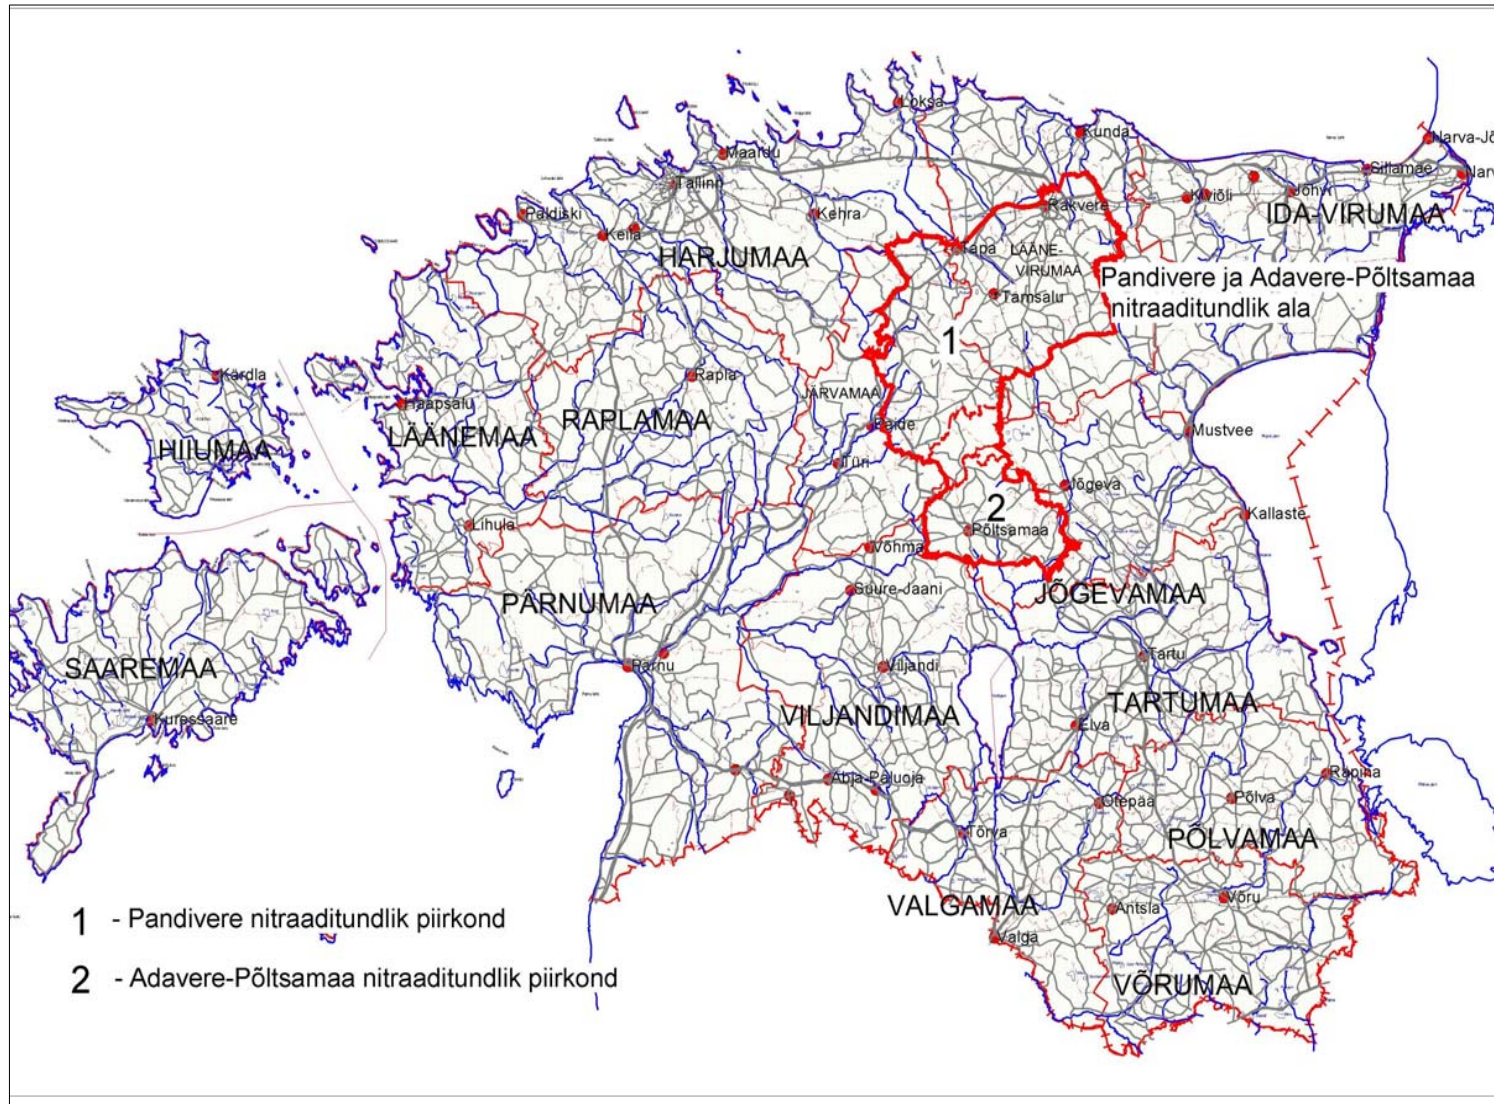 Loksa
Kunda
Narva-Jõ
Maardu
Sillamäe
Narv
Tallinn
Kiviõli
Jõhvi
Paldiski
Kehra
Rakvere
IDA-VIRUMAA
Keila
HARJUMAA
Tapa
LÄÄNE-
VIRUMAA
Pandivere ja Adavere-Põltsamaa
nitraaditundlik ala
Tamsalu
1
Kärdla
Rapla
JÄRVAMAA
Haapsalu
RAPLAMAA
LÄÄNEMAA
Paide
Mustvee
HIIUMAA
Türi
Jõgeva
2
Kallaste
Lihula
Põltsamaa
Võhma
Suure-Jaani
JÕGEVAMAA
PÄRNUMAA
SAAREMAA
Pärnu
Viljandi
Tartu
Kuressaare
VILJANDIMAA
TARTUMAA
Elva
Abja-Paluoja
Räpina
Otepää
Põlva
Tõrva
PÕLVAMAA
VALGAMAA
Antsla
Võru
Valga
VÕRUMAA
1 - Pandivere nitraaditundlik piirkond
2 - Adavere-Põltsamaa nitraaditundlik piirkond